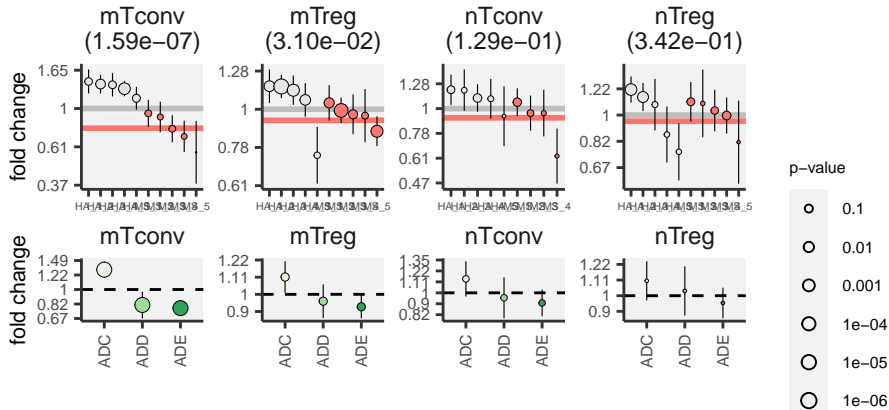 mTconv
(1.59e−07)
mTreg
(3.10e−02)
nTconv
(1.29e−01)
nTreg
(3.42e−01)
fold change
1.65
1
0.61
0.37
1.28
1
0.78
0.61
1.28
1
0.78
0.61
0.47
1.22
1
0.82
0.67
mTconv
mTreg
nTconv
nTreg
fold change
1.49
1.22
1
0.82
0.67
1.22
1.11
1
0.9
1.35
1.22
1.11
1
0.9
0.82
1.22
1.11
1
0.9
ADC
ADD
ADE
ADC
ADD
ADE
ADC
ADD
ADE
ADC
ADD
ADE
p−value
0.1
0.01
0.001
1e−04
1e−05
1e−06